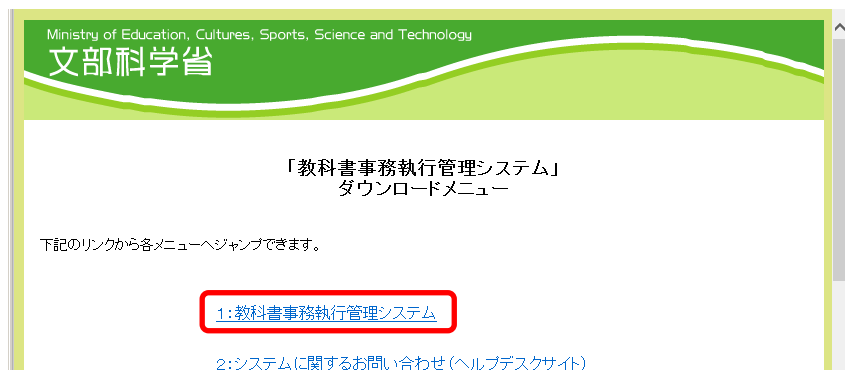 Ministry of Education, Cultures, Sports, Science and Technology
文部科学省
「教科書事務執行管理システム」
ダウンロードメニュー
下記のリンクから各メニューへジャンプできます。
1:教科書事務執行管理システム
2:システムに関するお問い合わせ(ヘルプデスクサイト)